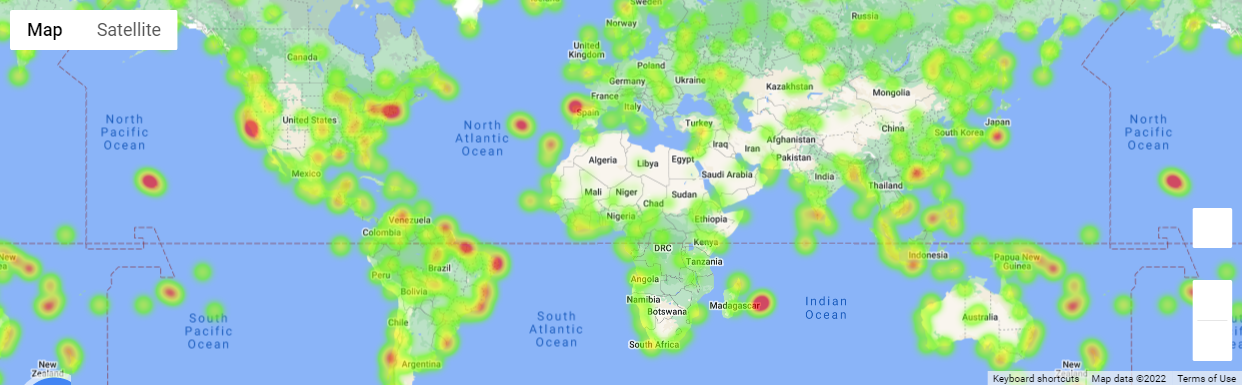 Map
Satellite
Sweden
Norway
Russia
Canada
United
Kingdom
Poland
Germany
Ukraine
Kazakhstan
Mongolia
France
Italy
Spain
North
Pacific
Ocean
United States
North
Atlantic
Ocean
Turkey
China
South Korea
Japan
North
Pacific
Ocean
Iraq
Iran
Afghanistan
Pakistan
Algeria
Libya
Egypt
Saudi Arabia
India
Mexico
Mali
Niger
Sudan
Chad
Thailand
Venezuela
Nigeria
Ethiopia
Colombia
DRC
Kenya
Indonesia
Papua New
Guinea
New
Brazil
Tanzania
Peru
Bolivia
Angola
Namibia
Botswana
Madagascar
Indian
Ocean
South
Pacific
Ocean
Chile
South
Atlantic
Ocean
Australia
South Africa
Argentina
New
Zealand
New
Zealand
Keyboard shortcuts
Map data ©2022
Terms of Use